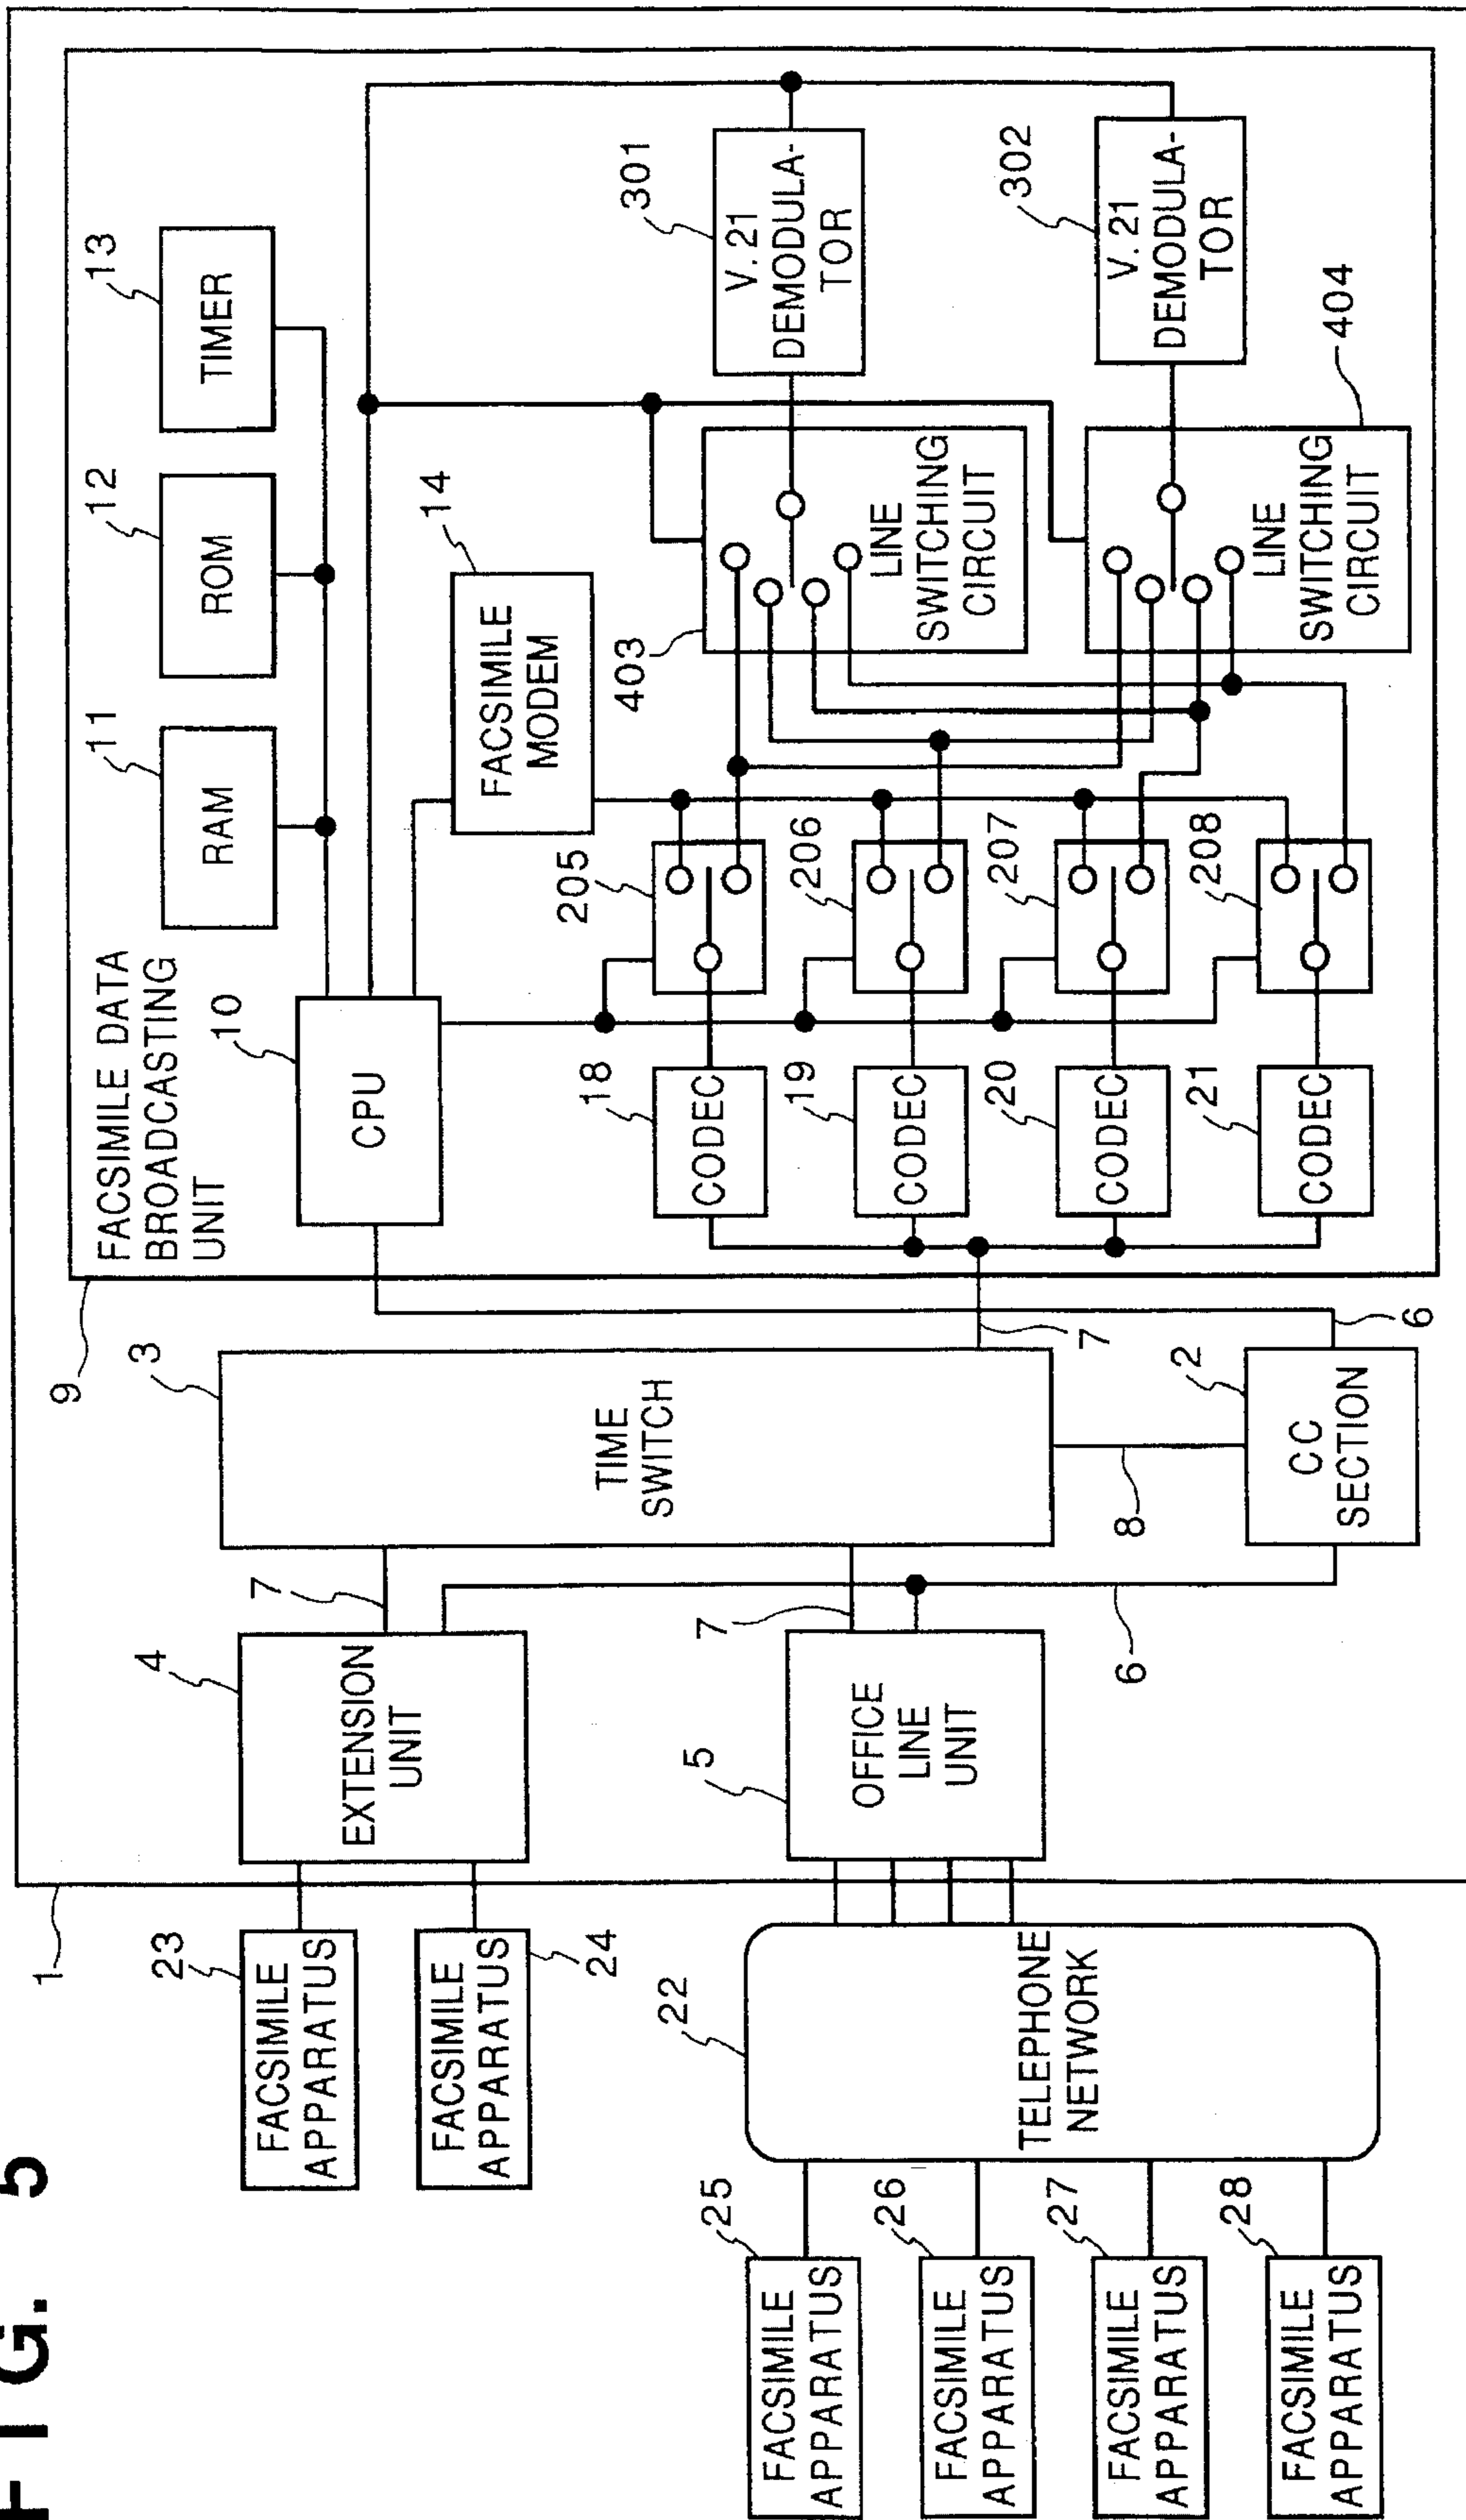 FIG. 5
1
23
FACSIMILE
APPARATUS
FACSIMILE
APPARATUS
24
25
FACSIMILE
APPARATUS
26
FACSIMILE
APPARATUS
27
FACSIMILE
APPARATUS
28
FACSIMILE
APPARATUS
22
TELEPHONE
NETWORK
4
EXTENSION
UNIT
5
OFFICE
LINE
UNIT
7
7
6
3
TIME
SWITCH
8
2
CC
SECTION
7
6
9
FACSIMILE DATA
BROADCASTING
UNIT
10
CPU
11
RAM
12
ROM
13
TIMER
14
FACSIMILE
MODEM
18
CODEC
19
CODEC
20
CODEC
21
CODEC
205
206
207
208
403
LINE
SWITCHING
CIRCUIT
404
LINE
SWITCHING
CIRCUIT
301
V.21
DEMODULA-
TOR
302
V.21
DEMODULA-
TOR